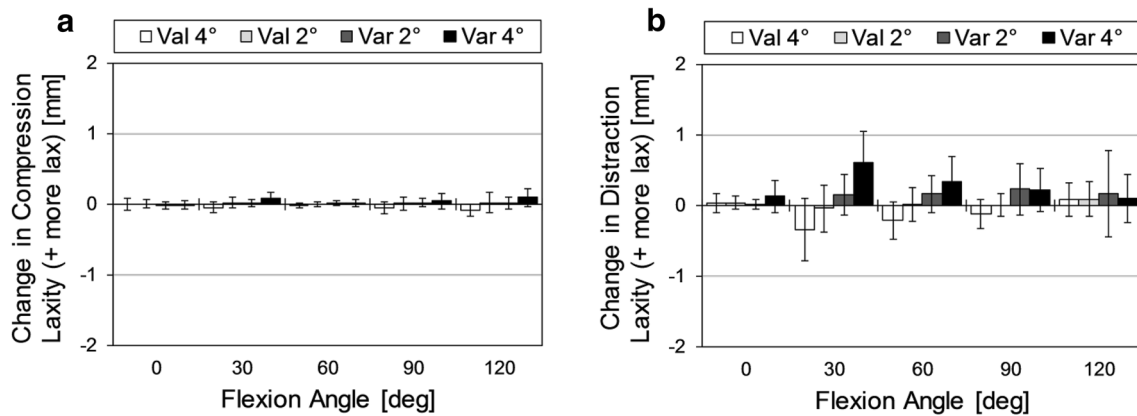 a
Val 4° Val 2° Var 2° Var 4°
Change in Compression
Laxity (+ more lax) [mm]
2
1
0
-1
-2
0 30 60 90 120
Flexion Angle [deg]
b
Val 4° Val 2° Var 2° Var 4°
Change in Distraction
Laxity (+ more lax) [mm]
2
1
0
-1
-2
0 30 60 90 120
Flexion Angle [deg]